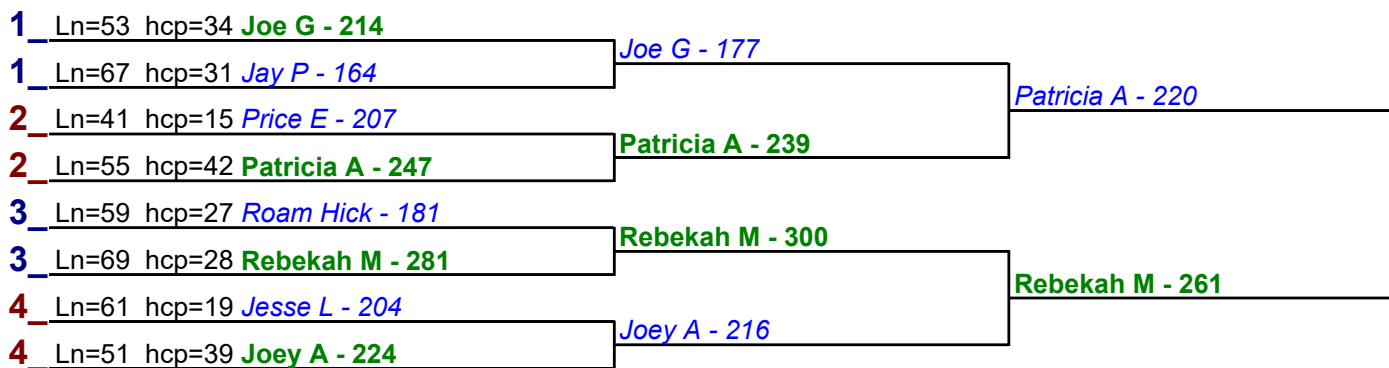 1_ Ln=53 hcp=34 Joe G - 214
Joe G - 177
1_ Ln=67 hcp=31 Jay P - 164
Patricia A - 220
2_ Ln=41 hcp=15 Price E - 207
Patricia A - 239
2_ Ln=55 hcp=42 Patricia A - 247
3_ Ln=59 hcp=27 Roam Hick - 181
Rebekah M - 300
3_ Ln=69 hcp=28 Rebekah M - 281
Rebekah M - 261
4_ Ln=61 hcp=19 Jesse L - 204
Joey A - 216
4_ Ln=51 hcp=39 Joey A - 224